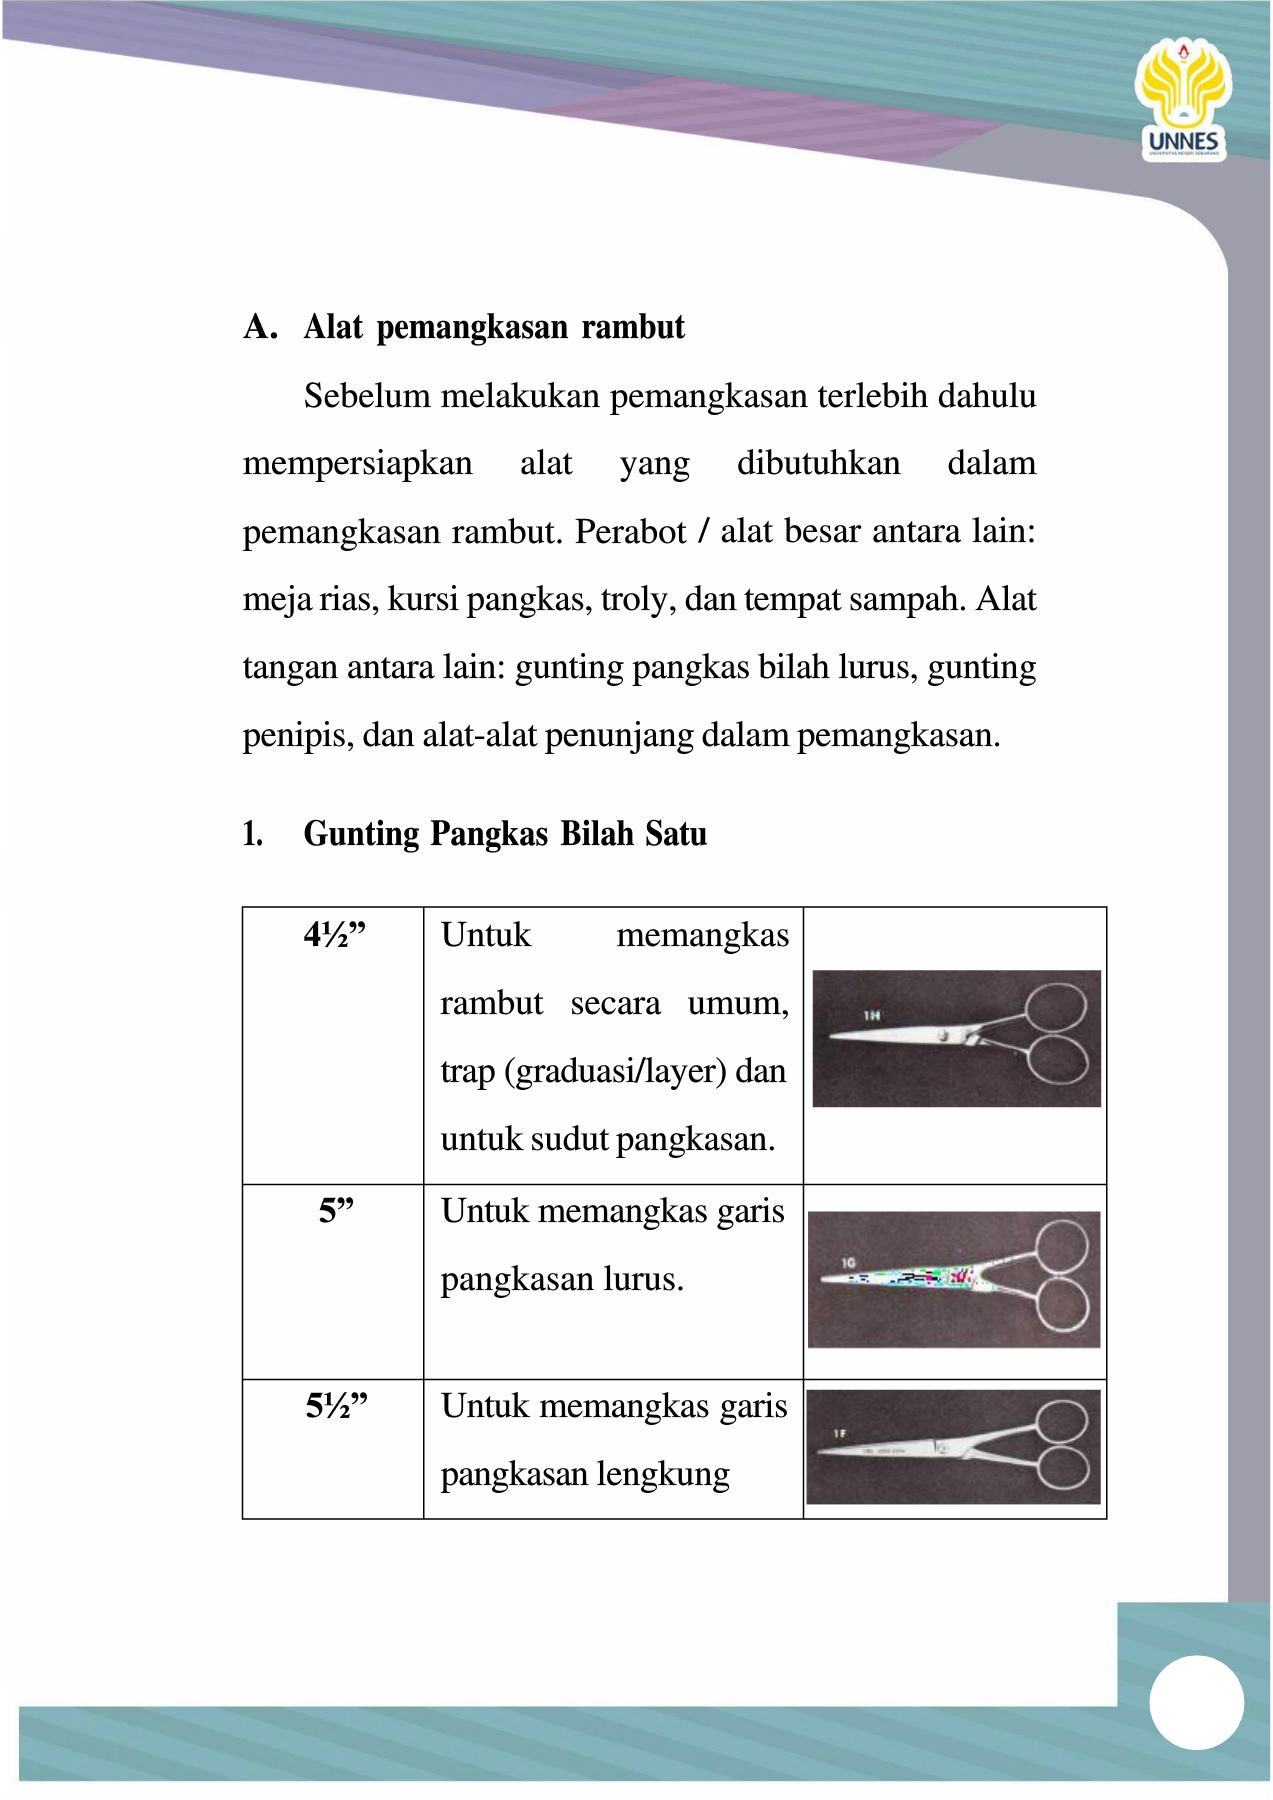 UNNES
UNIVERSITAS NEGERI SEMARANG
A. Alat pemangkasan rambut
Sebelum melakukan pemangkasan terlebih dahulu
mempersiapkan alat yang dibutuhkan dalam
pemangkasan rambut. Perabot / alat besar antara lain:
meja rias, kursi pangkas, troly, dan tempat sampah. Alat
tangan antara lain: gunting pangkas bilah lurus, gunting
penipis, dan alat-alat penunjang dalam pemangkasan.
1. Gunting Pangkas Bilah Satu
4½”
Untuk memangkas
rambut secara umum,
trap (graduasi/layer) dan
untuk sudut pangkasan.
1H
5”
Untuk memangkas garis
pangkasan lurus.
1G
5½”
Untuk memangkas garis
pangkasan lengkung
1F